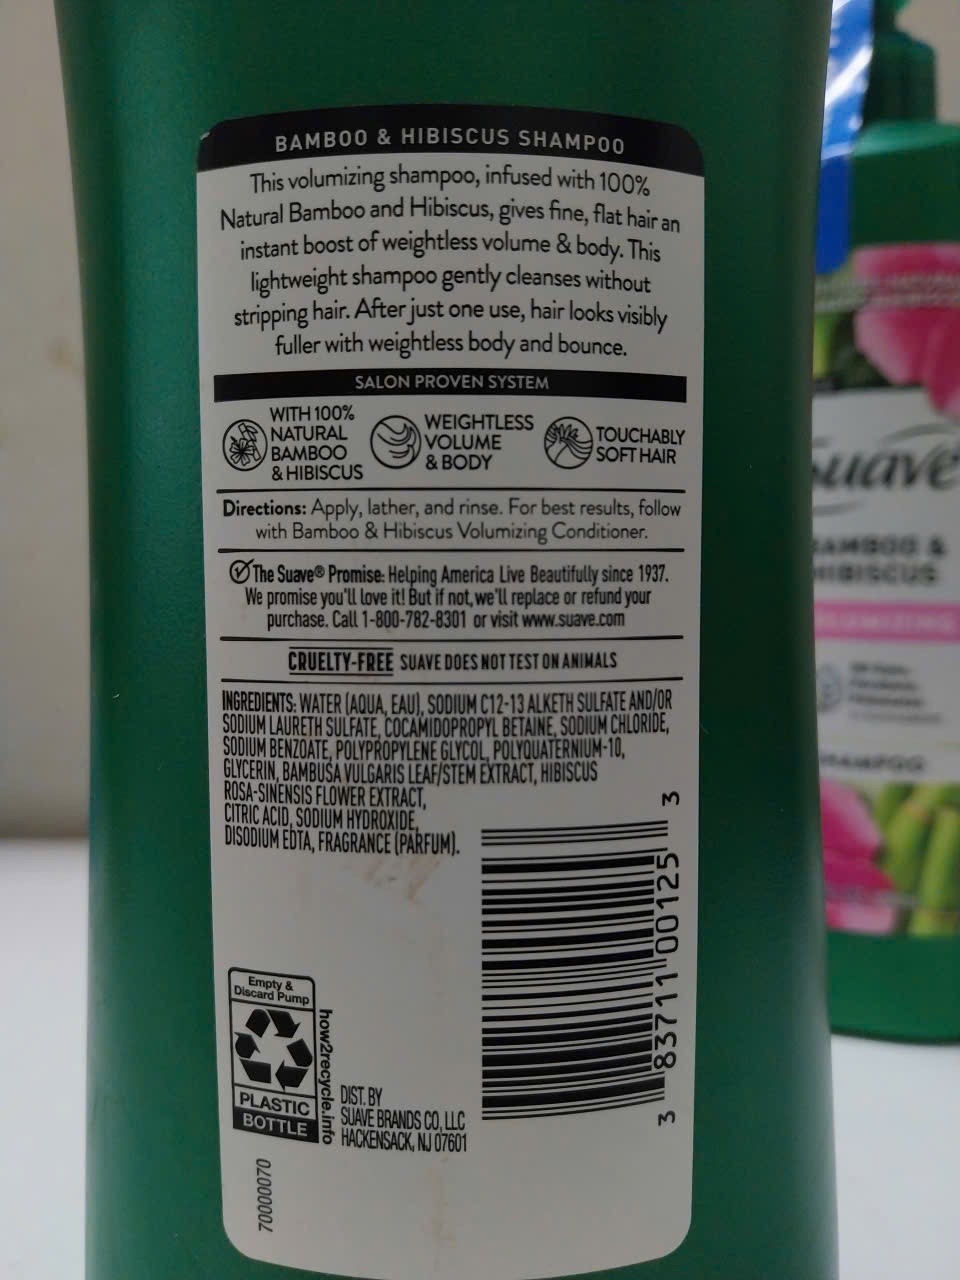 BAMBOO & HIBISCUS SHAMPOO
This volumizing shampoo, infused with 100%
Natural Bamboo and Hibiscus, gives fine, flat hair an
instant boost of weightless volume & body. This
lightweight shampoo gently cleanses without
stripping hair. After just one use, hair looks visibly
fuller with weightless body and bounce.
SALON PROVEN SYSTEM
WITH 100%
NATURAL
BAMBOO
& HIBISCUS
WEIGHTLESS
VOLUME
& BODY
TOUCHABLY
SOFT HAIR
Directions: Apply, lather, and rinse. For best results, follow
with Bamboo & Hibiscus Volumizing Conditioner.
The Suave® Promise: Helping America Live Beautifully since 1937.
We promise you'll love it! But if not, we'll replace or refund your
purchase. Call 1-800-782-8301 or visit www.suave.com
CRUELTY-FREE SUAVE DOES NOT TEST ON ANIMALS
INGREDIENTS: WATER (AQUA, EAU), SODIUM C12-13 ALKETH SULFATE AND/OR
SODIUM LAURETH SULFATE, COCAMIDOPROPYL BETAINE, SODIUM CHLORIDE,
SODIUM BENZOATE, POLYPROPYLENE GLYCOL, POLYQUATERNIUM-10,
GLYCERIN, BAMBUSA VULGARIS LEAF/STEM EXTRACT, HIBISCUS
ROSA-SINENSIS FLOWER EXTRACT,
CITRIC ACID, SODIUM HYDROXIDE,
DISODIUM EDTA, FRAGRANCE (PARFUM).
3 83711 00125 3
Empty &
Discard Pump
PLASTIC
BOTTLE
how2recycle.info
DIST. BY
SUAVE BRANDS CO, LLC
HACKENSACK, NJ 07601
70000070
Suave
BAMBOO &
HIBISCUS
SHAMPOO